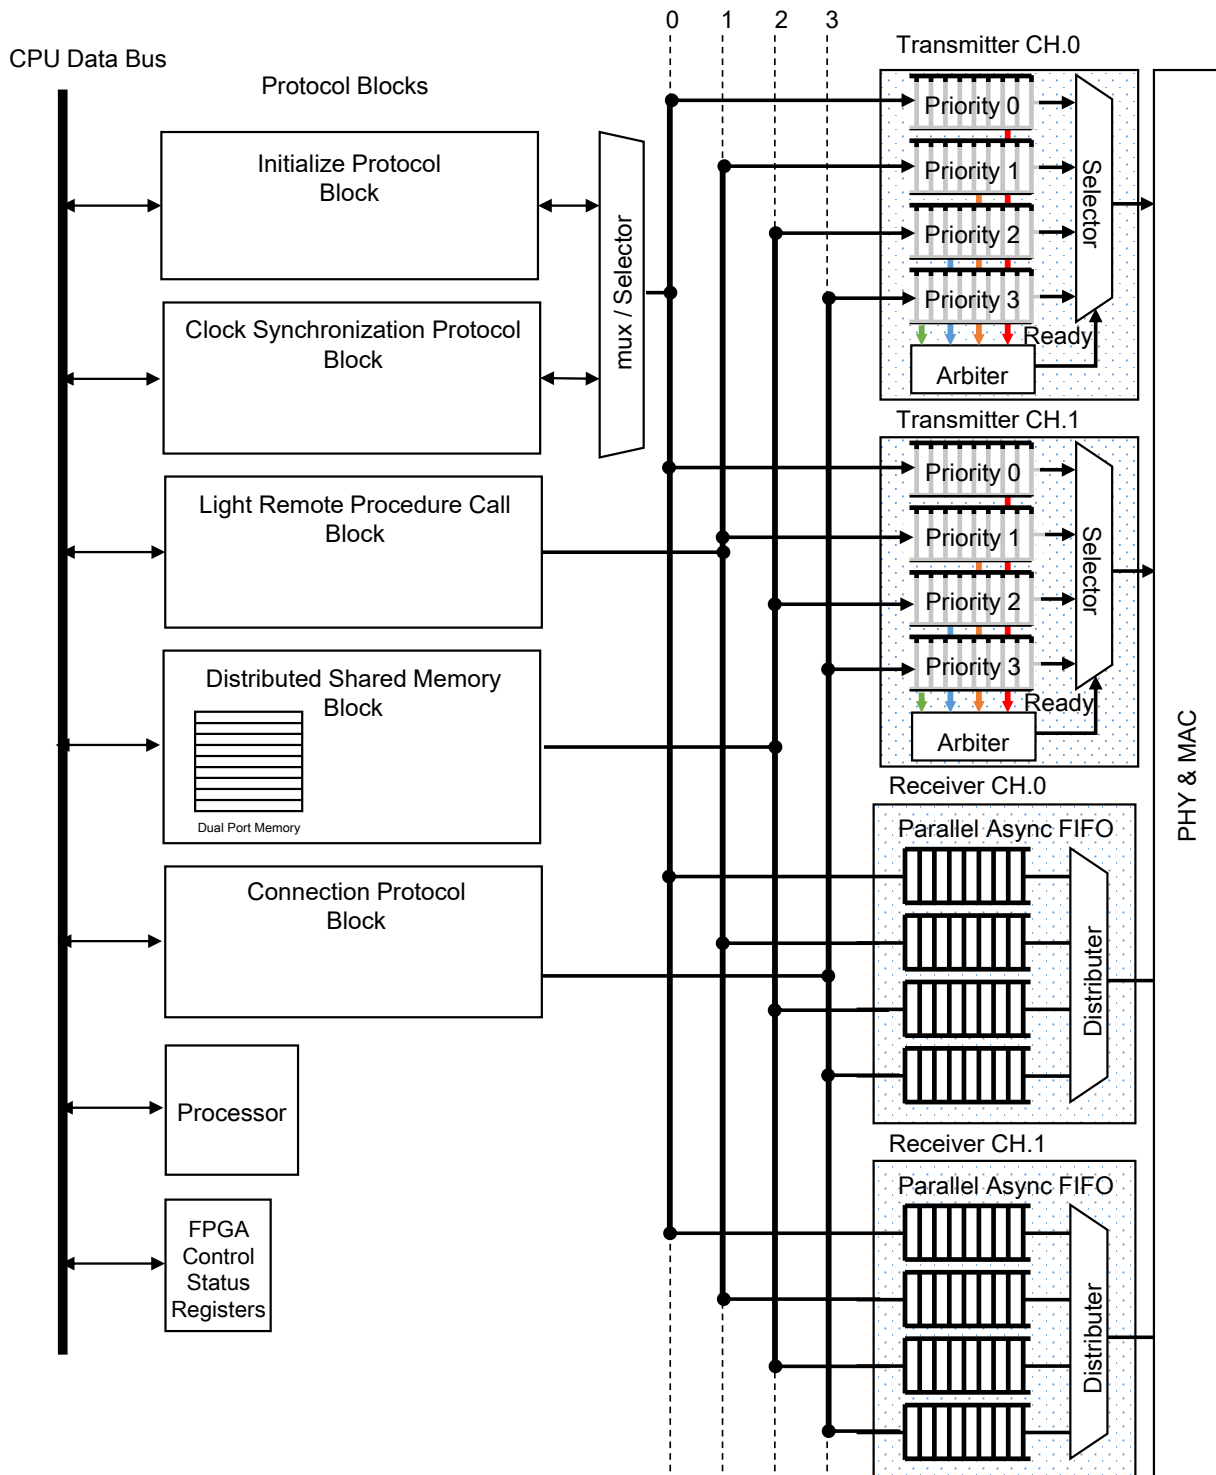 0 1 2 3
CPU Data Bus
Protocol Blocks
Initialize Protocol
Block
Clock Synchronization Protocol
Block
mux / Selector
Light Remote Procedure Call
Block
Distributed Shared Memory
Block
Dual Port Memory
Connection Protocol
Block
Processor
FPGA
Control
Status
Registers
Transmitter CH.0
Priority 0
Priority 1
Priority 2
Priority 3
Selector
Ready
Arbiter
Transmitter CH.1
Priority 0
Priority 1
Priority 2
Priority 3
Selector
Ready
Arbiter
Receiver CH.0
Parallel Async FIFO
Distributer
Receiver CH.1
Parallel Async FIFO
Distributer
PHY & MAC